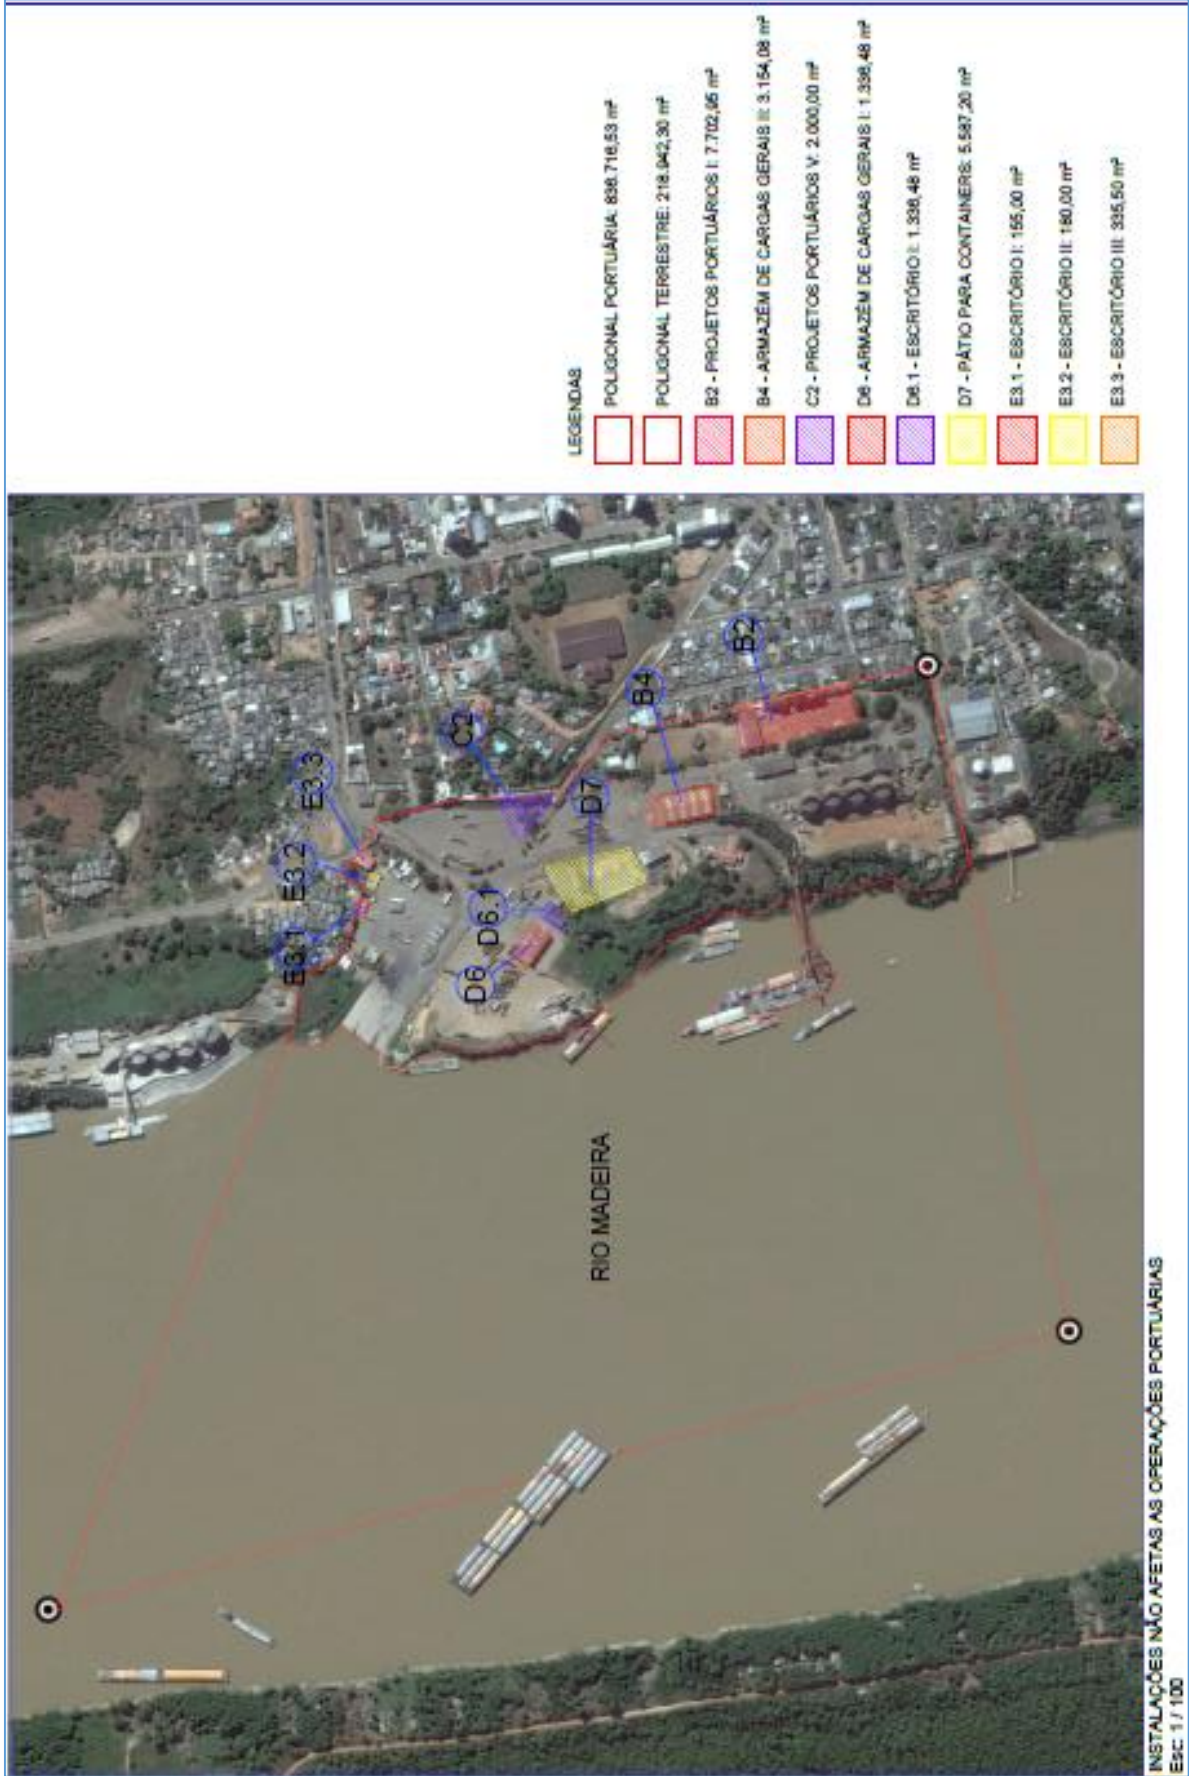 LEGENDAS
POLIGONAL PORTUÁRIA: 836.716,53 m²
POLIGONAL TERRESTRE: 218.942,30 m²
B2 - PROJETOS PORTUÁRIOS I: 7.702,95 m²
B4 - ARMAZÉM DE CARGAS GERAIS II: 3.154,08 m²
C2 - PROJETOS PORTUÁRIOS V: 2.000,00 m²
D6 - ARMAZÉM DE CARGAS GERAIS I: 1.336,48 m²
D6.1 - ESCRITÓRIO I: 1.336,48 m²
D7 - PÁTIO PARA CONTAINERS: 5.587,20 m²
E3.1 - ESCRITÓRIO I: 155,00 m²
E3.2 - ESCRITÓRIO II: 160,00 m²
E3.3 - ESCRITÓRIO III: 335,50 m²
E3.1
E3.2
E3.3
D6
D6.1
C2
D7
B4
B2
RIO MADEIRA
INSTALAÇÕES NÃO AFETAS AS OPERAÇÕES PORTUÁRIAS
Esc: 1 / 100